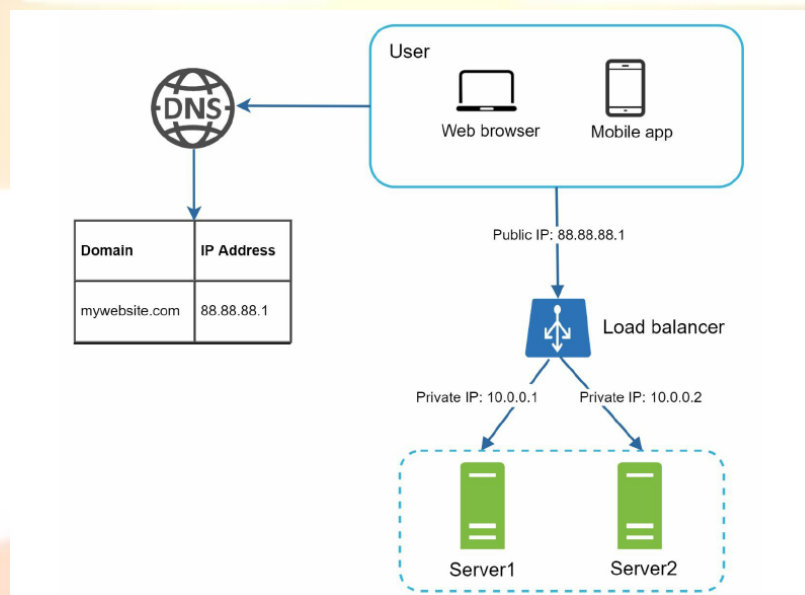 User
DNS
Web browser
Mobile app
Public IP: 88.88.88.1
Domain IP Address
mywebsite.com 88.88.88.1
Load balancer
Private IP: 10.0.0.1
Private IP: 10.0.0.2
Server1
Server2